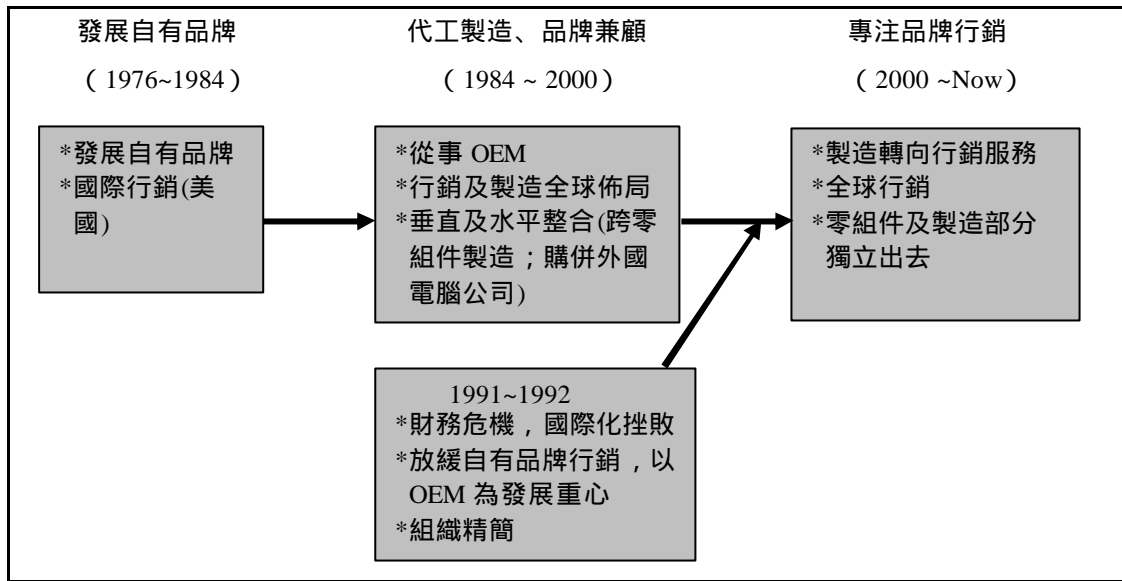 發展自有品牌
（1976~1984）
*發展自有品牌
*國際行銷(美
國)
代工製造、品牌兼顧
（1984 ~ 2000）
*從事 OEM
*行銷及製造全球佈局
*垂直及水平整合(跨零
組件製造；購併外國
電腦公司)
專注品牌行銷
（2000 ~Now）
*製造轉向行銷服務
*全球行銷
*零組件及製造部分
獨立出去
1991~1992
*財務危機，國際化挫敗
*放緩自有品牌行銷，以
OEM 為發展重心
*組織精簡